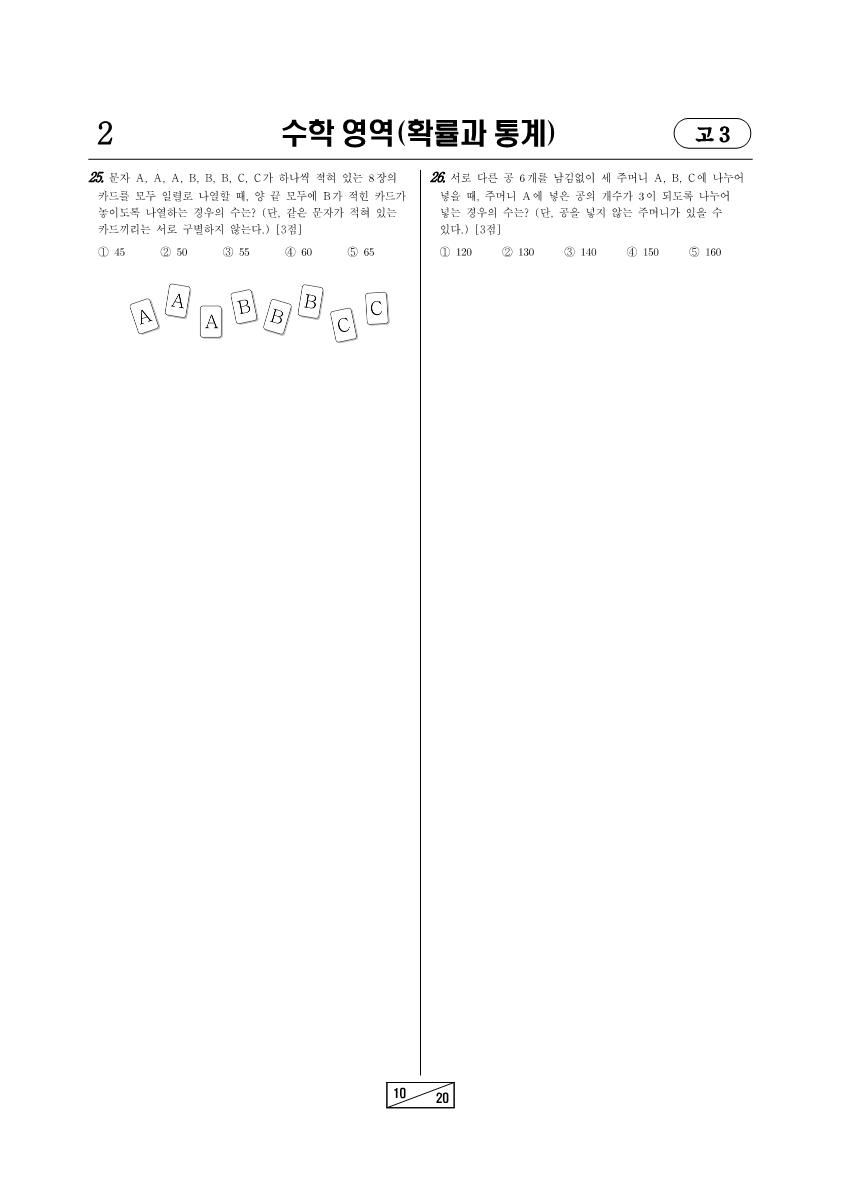 2
수학 영역(확률과 통계)
고 3
25. 문자 A, A, A, B, B, B, C, C가 하나씩 적혀 있는 8장의
카드를 모두 일렬로 나열할 때, 양 끝 모두에 B가 적힌 카드가
놓이도록 나열하는 경우의 수는? (단, 같은 문자가 적혀 있는
카드끼리는 서로 구별하지 않는다.) [3점]
① 45 ② 50 ③ 55 ④ 60 ⑤ 65
A A A B B B C C
26. 서로 다른 공 6개를 남김없이 세 주머니 A, B, C에 나누어
넣을 때, 주머니 A에 넣은 공의 개수가 3이 되도록 나누어
넣는 경우의 수는? (단, 공을 넣지 않는 주머니가 있을 수
있다.) [3점]
① 120 ② 130 ③ 140 ④ 150 ⑤ 160
10
20